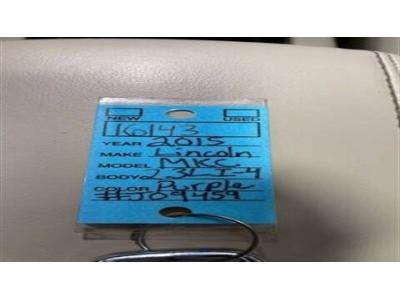 NEW USED
16143
YEAR 2015
MAKE Lincoln
MODEL MKC
BODY 2.3L I-4
COLOR Purple
#J09459